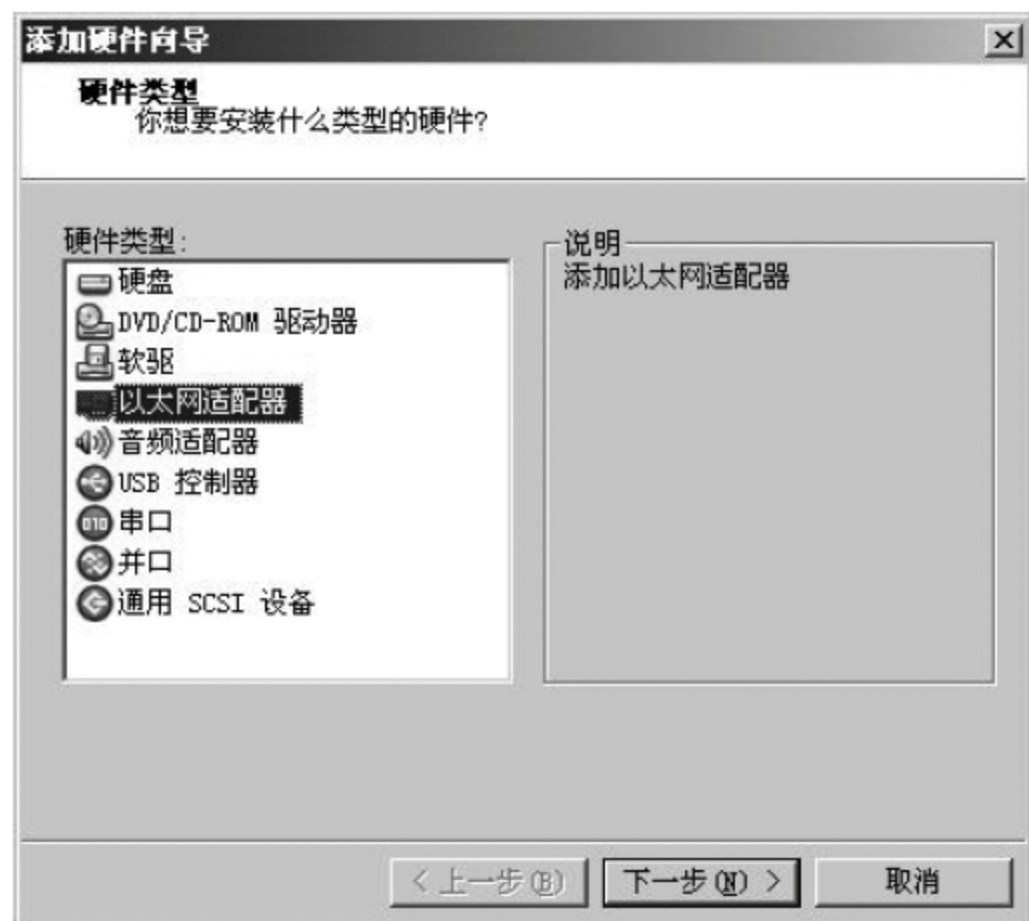 添加硬件向导
硬件类型
你想要安装什么类型的硬件?
硬件类型:
硬盘
DVD/CD-ROM 驱动器
软驱
以太网适配器
音频适配器
USB 控制器
串口
并口
通用 SCSI 设备
说明
添加以太网适配器
< 上一步(B)
下一步(N) >
取消